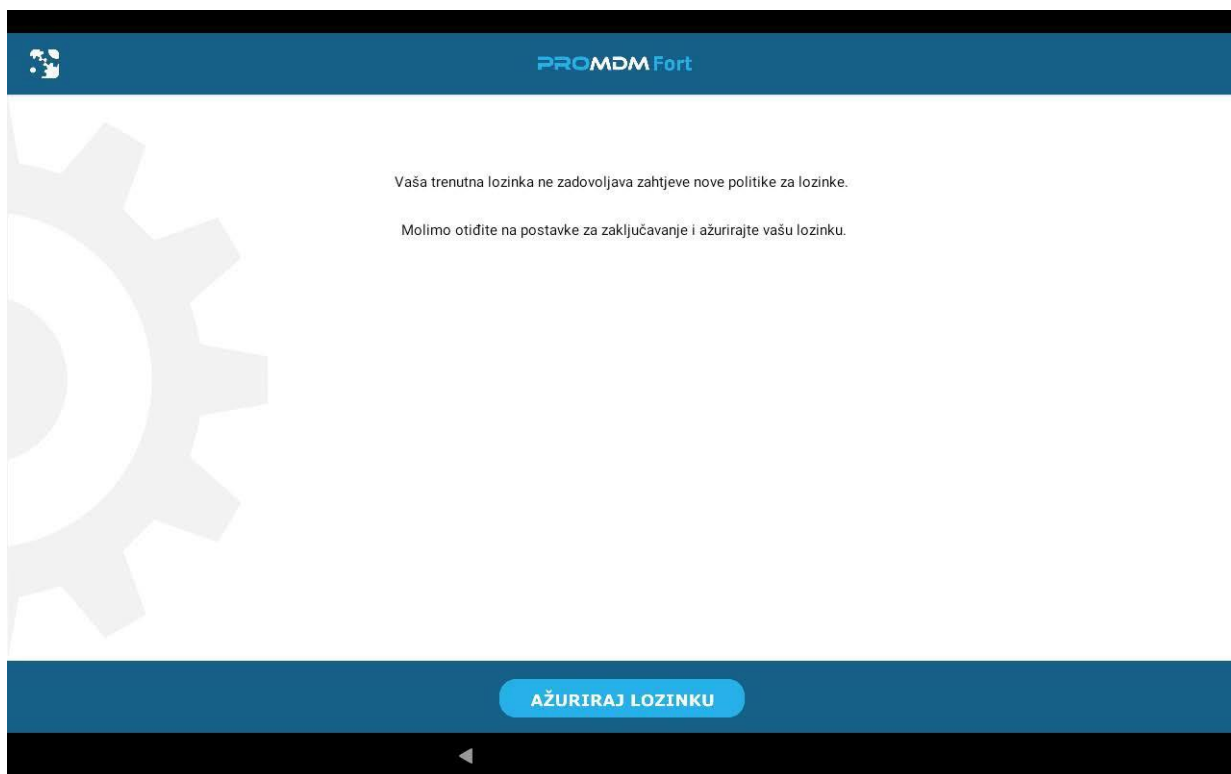 PROMDM Fort
Vaša trenutna lozinka ne zadovoljava zahtjeve nove politike za lozinke.
Molimo otiđite na postavke za zaključavanje i ažurirajte vašu lozinku.
AŽURIRAJ LOZINKU